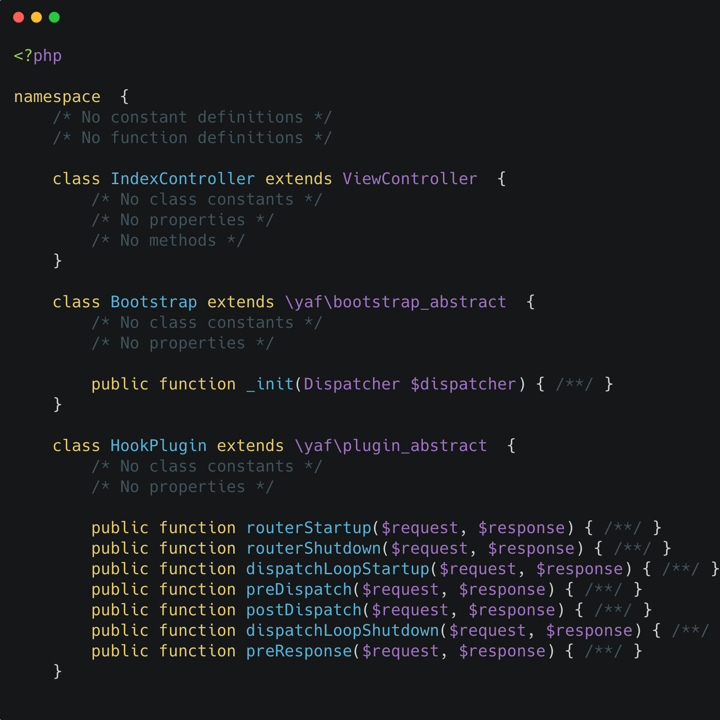 <?php
namespace  {
    /* No constant definitions */
    /* No function definitions */
    class IndexController extends ViewController  {
        /* No class constants */
        /* No properties */
        /* No methods */
    }
    class Bootstrap extends \yaf\bootstrap_abstract  {
        /* No class constants */
        /* No properties */
        public function _init(Dispatcher $dispatcher) { /**/ }
    }
    class HookPlugin extends \yaf\plugin_abstract  {
        /* No class constants */
        /* No properties */
        public function routerStartup($request, $response) { /**/ }
        public function routerShutdown($request, $response) { /**/ }
        public function dispatchLoopStartup($request, $response) { /**/ }
        public function preDispatch($request, $response) { /**/ }
        public function postDispatch($request, $response) { /**/ }
        public function dispatchLoopShutdown($request, $response) { /**/
        public function preResponse($request, $response) { /**/ }
    }